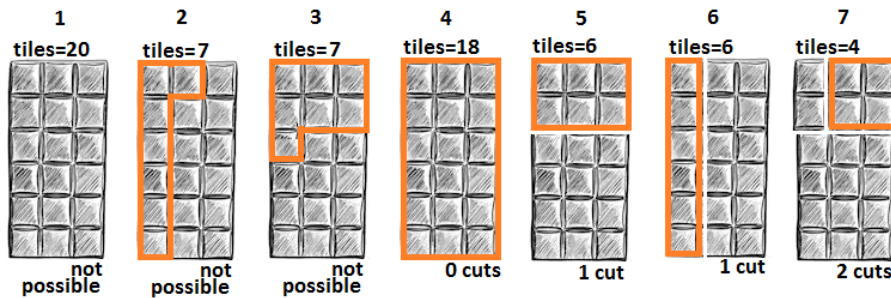 1
tiles=20
not
possible
2
tiles=7
not
possible
3
tiles=7
not
possible
4
tiles=18
0 cuts
5
tiles=6
1 cut
6
tiles=6
1 cut
7
tiles=4
2 cuts